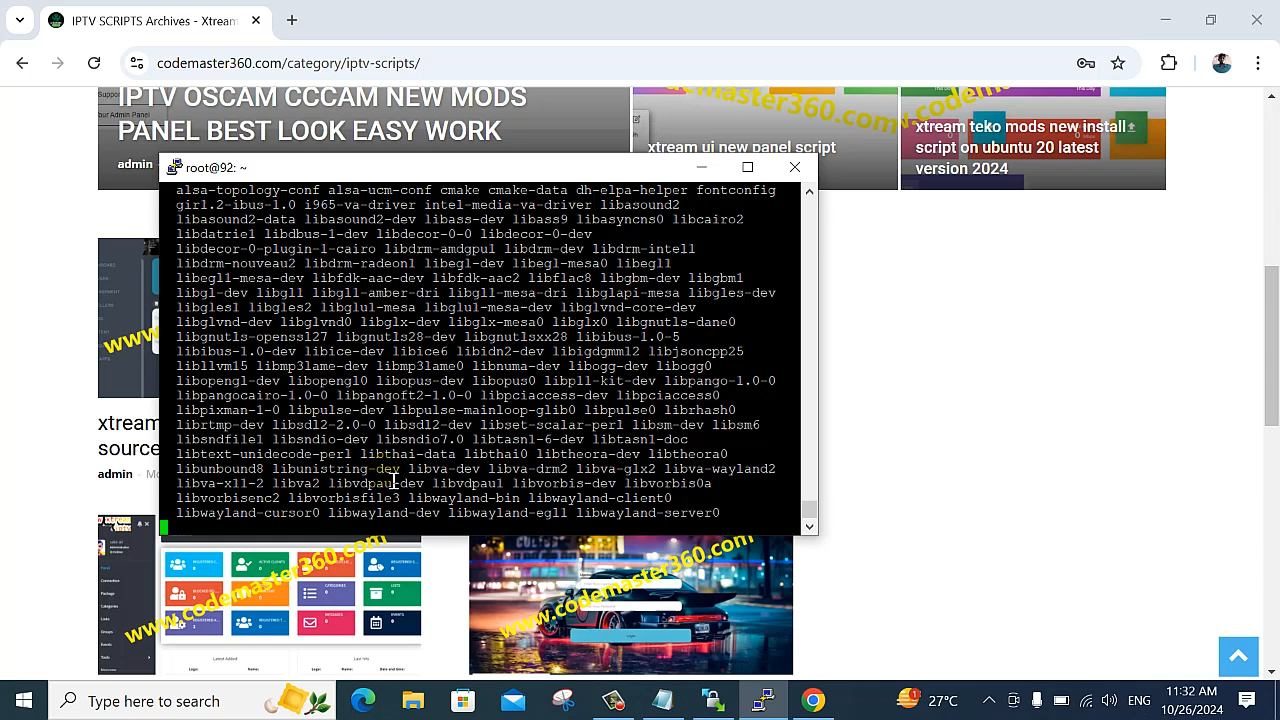 IPTV SCRIPTS Archives - Xtream
codemaster360.com/category/iptv-scripts/
IPTV OSCAM CCCAM NEW MODS
PANEL BEST LOOK EASY WORK
admin
xtream ui new panel script
xtream teko mods new install
script on ubuntu 20 latest
version 2024
root@92: ~
alsa-topology-conf alsa-ucm-conf cmake cmake-data dh-elpa-helper fontconfig
gir1.2-ibus-1.0 i965-va-driver intel-media-va-driver libasound2
libasound2-data libasound2-dev libass-dev libass9 libasyncns0 libcairo2
libdatrie1 libdbus-1-dev libdecor-0-0 libdecor-0-dev
libdecor-0-plugin-1-cairo libdrm-amdgpu1 libdrm-dev libdrm-intel1
libdrm-nouveau2 libdrm-radeon1 libegl-dev libegl-mesa0 libegl1
libegl1-mesa-dev libfdk-aac-dev libfdk-aac2 libflac8 libgbm-dev libgbm1
libgl-dev libgl1 libgl1-amber-dri libgl1-mesa-dri libglapi-mesa libgles-dev
libgles1 libgles2 libglu1-mesa libglu1-mesa-dev libglvnd-core-dev
libglvnd-dev libglvnd0 libglx-dev libglx-mesa0 libglx0 libgnutls-dane0
libgnutls-openssl27 libgnutls28-dev libgnutlsxx28 libibus-1.0-5
libibus-1.0-dev libice-dev libice6 libidn2-dev libigdgmm12 libjsoncpp25
libllvm15 libmp3lame-dev libmp3lame0 libnuma-dev libogg-dev libogg0
libopengl-dev libopengl0 libopus-dev libopus0 libp11-kit-dev libpango-1.0-0
libpangocairo-1.0-0 libpangoft2-1.0-0 libpciaccess-dev libpciaccess0
libpixman-1-0 libpulse-dev libpulse-mainloop-glib0 libpulse0 librhash0
librtmp-dev libsdl2-2.0-0 libsdl2-dev libset-scalar-perl libsm-dev libsm6
libsndfile1 libsndio-dev libsndio7.0 libtasn1-6-dev libtasn1-doc
libtext-unidecode-perl libthai-data libthai0 libtheora-dev libtheora0
libunbound8 libunistring-dev libva-dev libva-drm2 libva-glx2 libva-wayland2
libva-x11-2 libva2 libvdpau-dev libvdpau1 libvorbis-dev libvorbis0a
libvorbisenc2 libvorbisfile3 libwayland-bin libwayland-client0
libwayland-cursor0 libwayland-dev libwayland-egl1 libwayland-server0
xtream
source
admin
www.codemaster360.com
www.codemaster360.com
Type here to search
27°C
ENG
11:32 AM
10/26/2024